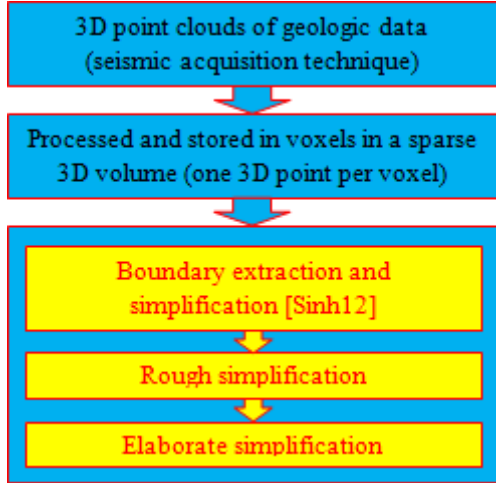 3D point clouds of geologic data
(seismic acquisition technique)
Processed and stored in voxels in a sparse
3D volume (one 3D point per voxel)
Boundary extraction and
simplification [Sinh12]
Rough simplification
Elaborate simplification